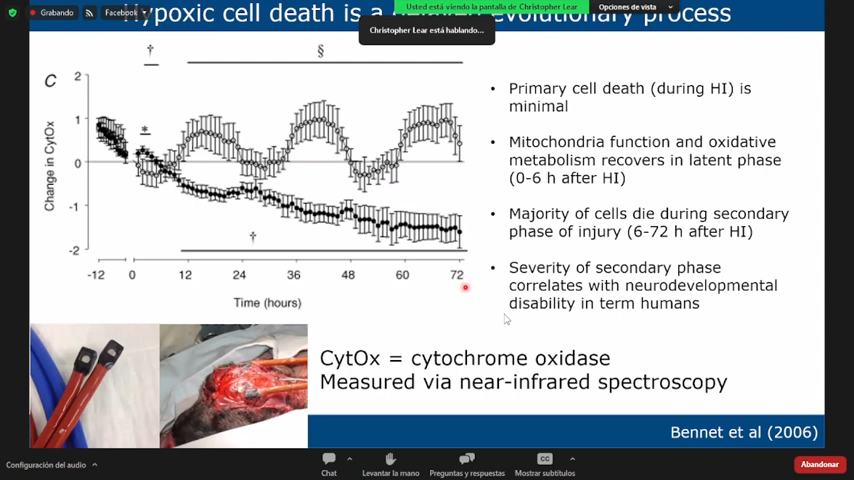 Usted está viendo la pantalla de Christopher Lear
Opciones de vista
Grabando
Facebook
Hypoxic cell death is a
evolutionary process
Christopher Lear está hablando...
C
†
§
*
†
Change in CytOx
2
1
0
-1
-2
-12 0 12 24 36 48 60 72
Time (hours)
• Primary cell death (during HI) is
minimal
• Mitochondria function and oxidative
metabolism recovers in latent phase
(0-6 h after HI)
• Majority of cells die during secondary
phase of injury (6-72 h after HI)
• Severity of secondary phase
correlates with neurodevelopmental
disability in term humans
CytOx = cytochrome oxidase
Measured via near-infrared spectroscopy
Bennet et al (2006)
Configuración del audio
Chat
Levantar la mano
Preguntas y respuestas
CC
Mostrar subtítulos
Abandonar